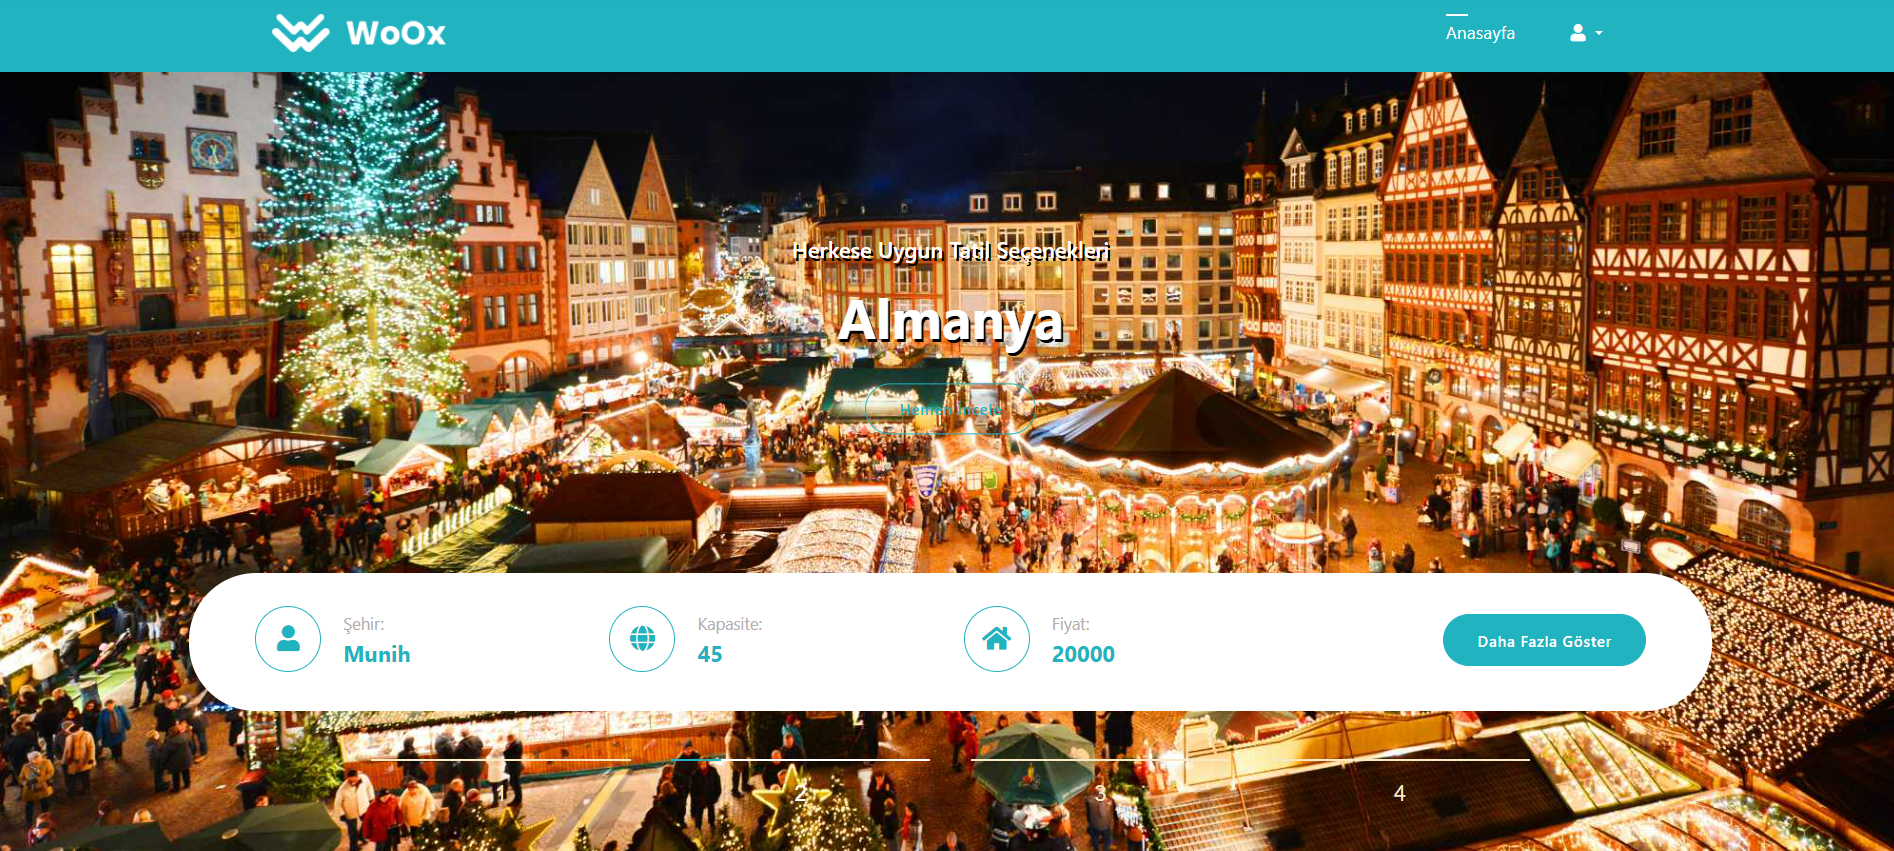 WoOx
Anasayfa
Herkese Uygun Tatil Seçenekleri
Almanya
Hemen İncele
Şehir:
Munih
Kapasite:
45
Fiyat:
20000
Daha Fazla Göster
1
2
3
4